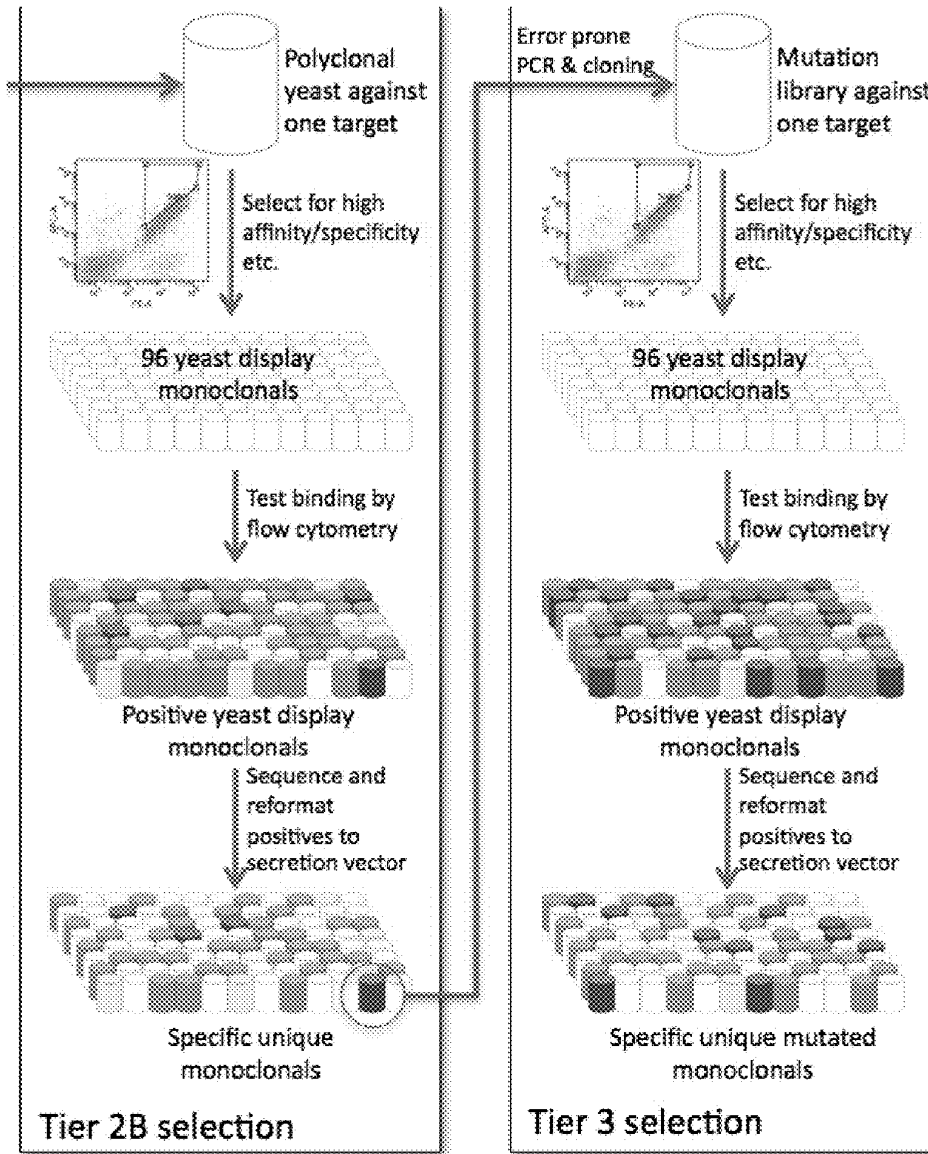 Polyclonal
yeast against
one target
Select for high
affinity/specificity
etc.
96 yeast display
monoclonals
Test binding by
flow cytometry
Positive yeast display
monoclonals
Sequence and
reformat
positives to
secretion vector
Specific unique
monoclonals
Tier 2B selection
Error prone
PCR & cloning
Mutation
library against
one target
Select for high
affinity/specificity
etc.
96 yeast display
monoclonals
Test binding by
flow cytometry
Positive yeast display
monoclonals
Sequence and
reformat
positives to
secretion vector
Specific unique mutated
monoclonals
Tier 3 selection